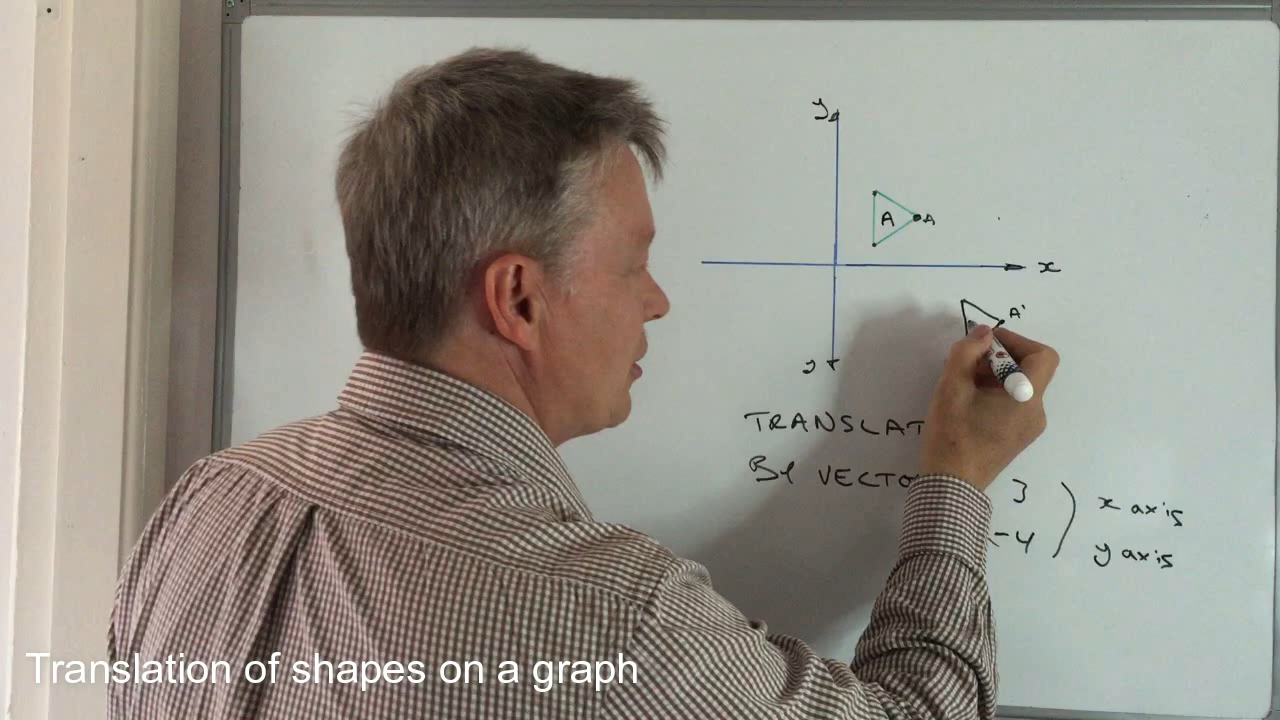 y
A A
x
A'
y
TRANSLAT
BY VECTO 3 x axis
-4 y axis
Translation of shapes on a graph